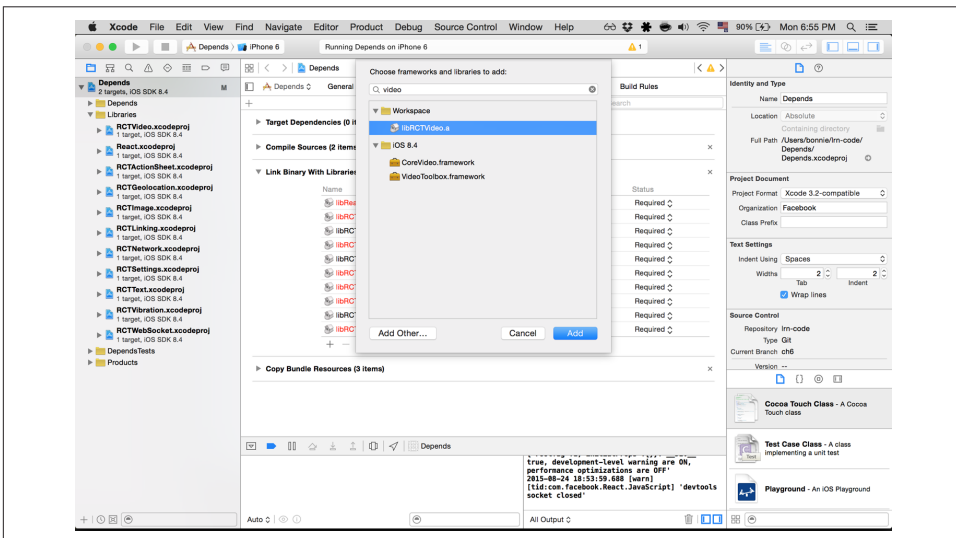 Xcode File Edit View Find Navigate Editor Product Debug Source Control Window Help 90% Mon 6:55 PM
Depends iPhone 6 Running Depends on iPhone 6 1
Depends
2 targets, iOS SDK 8.4
M
Depends
Libraries
RCTVideo.xcodeproj
1 target, iOS SDK 8.4
React.xcodeproj
1 target, iOS SDK 8.4
RCTActionSheet.xcodeproj
1 target, iOS SDK 8.4
RCTGeolocation.xcodeproj
1 target, iOS SDK 8.4
RCTImage.xcodeproj
1 target, iOS SDK 8.4
RCTLinking.xcodeproj
1 target, iOS SDK 8.4
RCTNetwork.xcodeproj
1 target, iOS SDK 8.4
RCTSettings.xcodeproj
1 target, iOS SDK 8.4
RCTText.xcodeproj
1 target, iOS SDK 8.4
RCTVibration.xcodeproj
1 target, iOS SDK 8.4
RCTWebSocket.xcodeproj
1 target, iOS SDK 8.4
DependsTests
Products
Depends
Depends General Build Rules
Target Dependencies (0 it
Compile Sources (2 items
Link Binary With Libraries
Name Status
libRea Required
libRCT Required
libRCT Required
libRCT Required
libRCT Required
libRCT Required
libRCT Required
libRCT Required
libRCT Required
libRCT Required
Copy Bundle Resources (3 items)
Choose frameworks and libraries to add:
video
Workspace
libRCTVideo.a
iOS 8.4
CoreVideo.framework
VideoToolbox.framework
Add Other... Cancel Add
Depends
true, development-level warning are ON,
performance optimizations are OFF'
2015-08-24 18:53:59.688 [warn]
[tid:com.facebook.React.JavaScript] 'devtools
socket closed'
Auto All Output
Identity and Type
Name Depends
Location Absolute
Containing directory
Full Path /Users/bonnie/lrn-code/
Depends/
Depends.xcodeproj
Project Document
Project Format Xcode 3.2-compatible
Organization Facebook
Class Prefix
Text Settings
Indent Using Spaces
Widths 2 2
Tab Indent
Wrap lines
Source Control
Repository lrn-code
Type Git
Current Branch ch6
Version --
Cocoa Touch Class - A Cocoa
Touch class
Test Case Class - A class
implementing a unit test
Playground - An iOS Playground